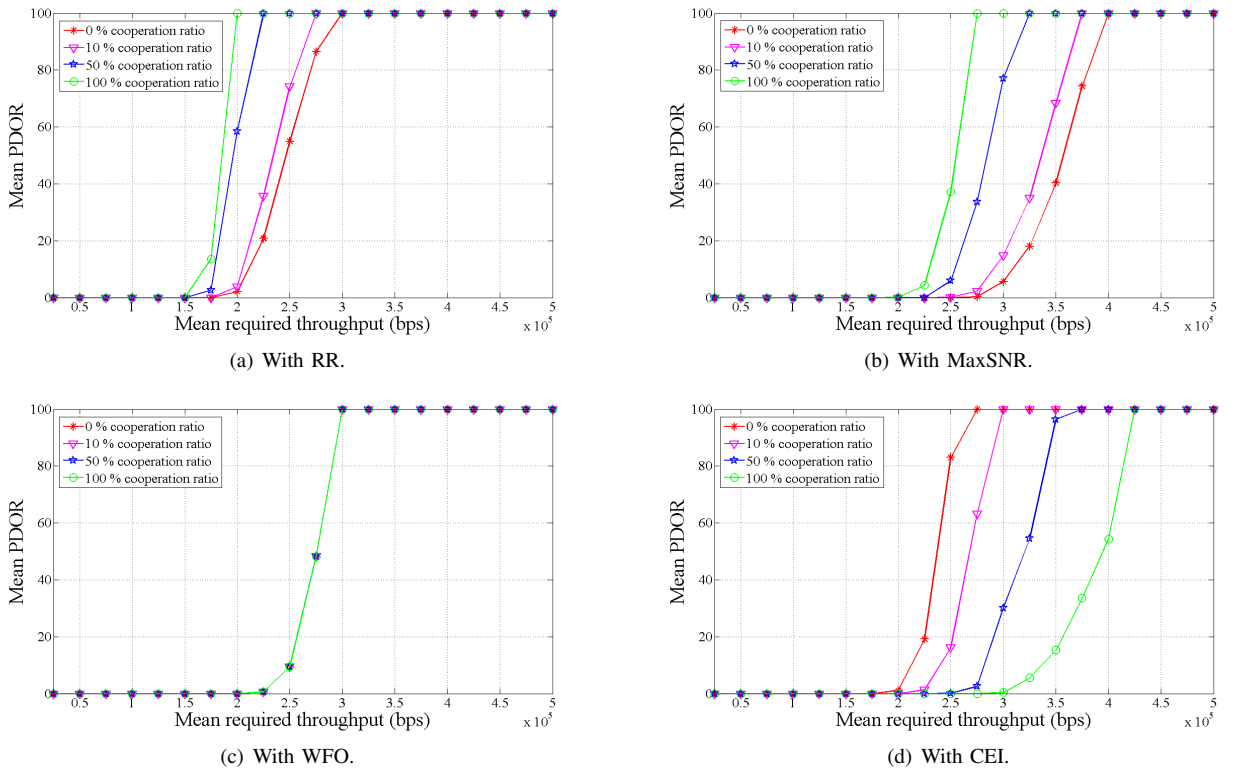 100
80
60
40
20
0
Mean PDOR
0 % cooperation ratio
10 % cooperation ratio
50 % cooperation ratio
100 % cooperation ratio
0.5 1 1.5 2 2.5 3 3.5 4 4.5 5
Mean required throughput (bps)
x 10⁵
(a) With RR.
100
80
60
40
20
0
Mean PDOR
0 % cooperation ratio
10 % cooperation ratio
50 % cooperation ratio
100 % cooperation ratio
0.5 1 1.5 2 2.5 3 3.5 4 4.5 5
Mean required throughput (bps)
x 10⁵
(b) With MaxSNR.
100
80
60
40
20
0
Mean PDOR
0 % cooperation ratio
10 % cooperation ratio
50 % cooperation ratio
100 % cooperation ratio
0.5 1 1.5 2 2.5 3 3.5 4 4.5 5
Mean required throughput (bps)
x 10⁵
(c) With WFO.
100
80
60
40
20
0
Mean PDOR
0 % cooperation ratio
10 % cooperation ratio
50 % cooperation ratio
100 % cooperation ratio
0.5 1 1.5 2 2.5 3 3.5 4 4.5 5
Mean required throughput (bps)
x 10⁵
(d) With CEI.